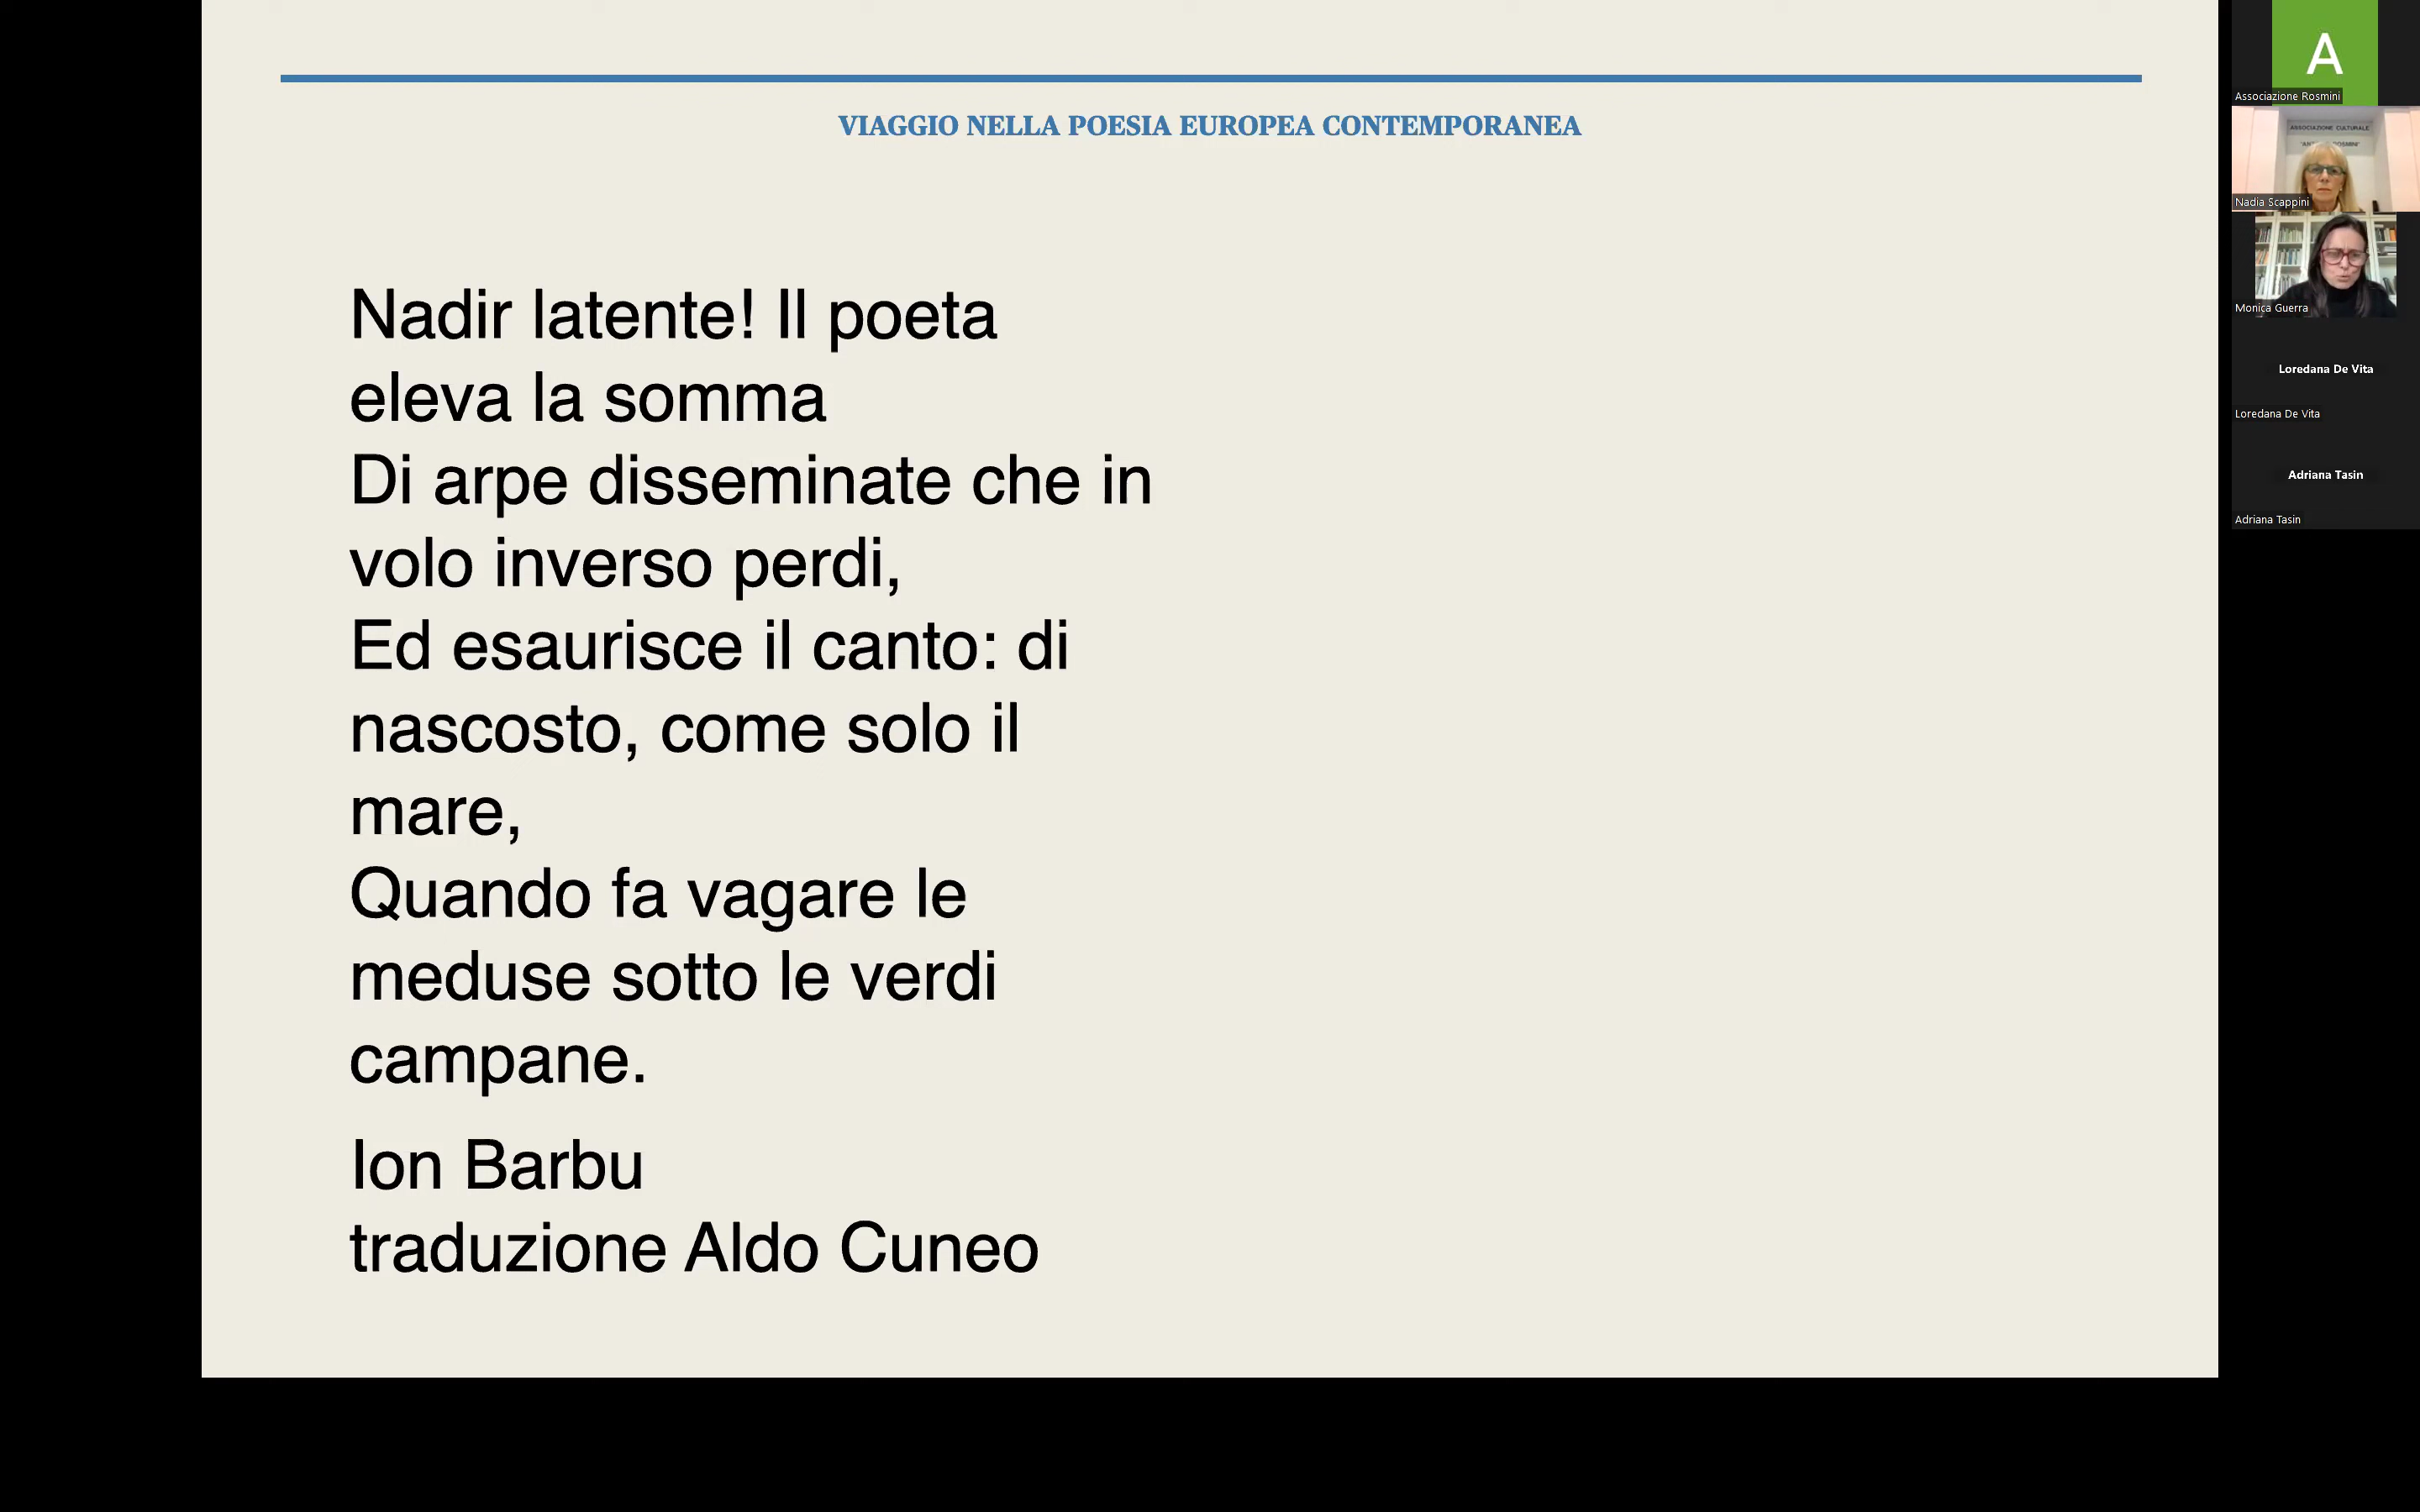 VIAGGIO NELLA POESIA EUROPEA CONTEMPORANEA
Nadir latente! Il poeta
eleva la somma
Di arpe disseminate che in
volo inverso perdi,
Ed esaurisce il canto: di
nascosto, come solo il
mare,
Quando fa vagare le
meduse sotto le verdi
campane.
Ion Barbu
traduzione Aldo Cuneo
A
Associazione Rosmini
ASSOCIAZIONE CULTURALE
Nadia Scappini
Monica Guerra
Loredana De Vita
Loredana De Vita
Adriana Tasin
Adriana Tasin